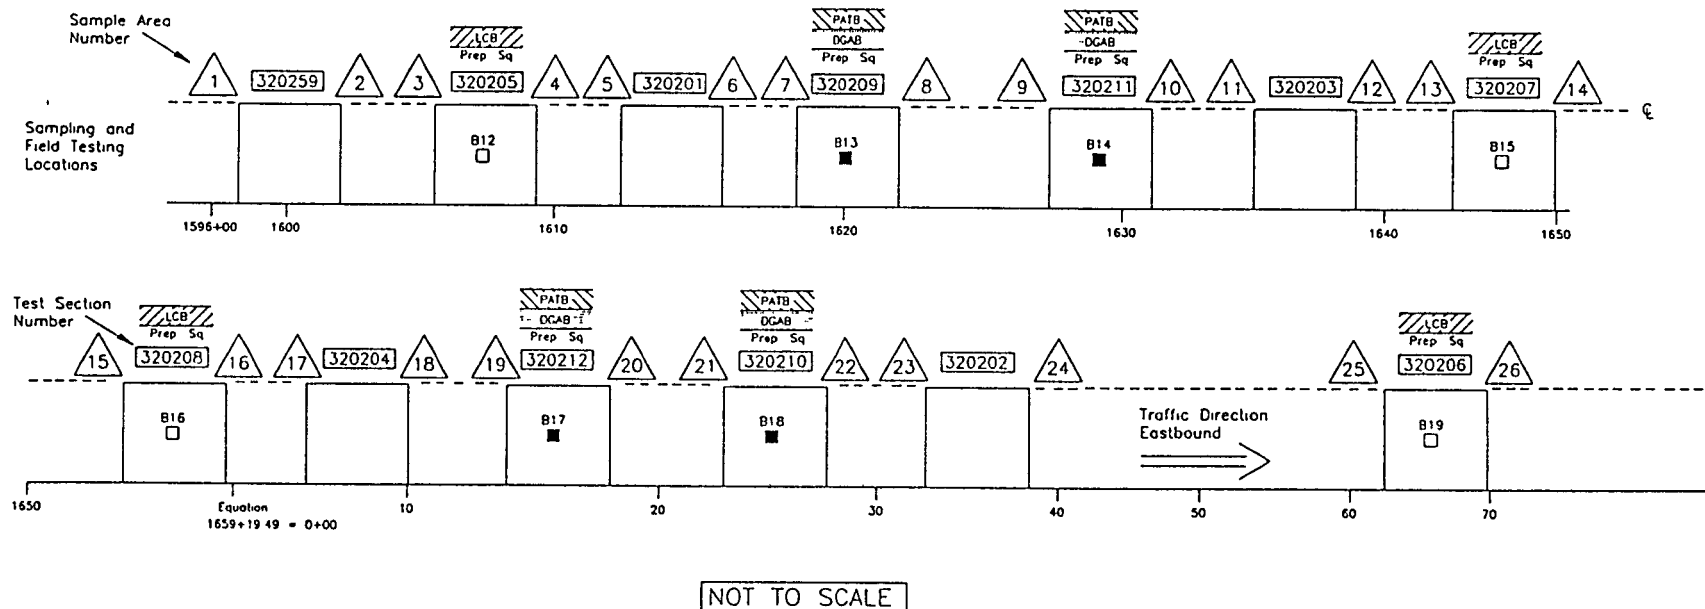 Sample Area
Number
LCB
Prep Sq
PATB
DGAB
Prep Sq
PATB
DGAB
Prep Sq
LCB
Prep Sq
1 320259 2 3 320205 4 5 320201 6 7 320209 8 9 320211 10 11 320203 12 13 320207 14
Sampling and
Field Testing
Locations
B12 B13 B14 B15
1596+00 1600 1610 1620 1630 1640 1650
Test Section
Number
LCB
Prep Sq
PATB
DGAB
Prep Sq
PATB
DGAB
Prep Sq
LCB
Prep Sq
15 320208 16 17 320204 18 19 320212 20 21 320210 22 23 320202 24 25 320206 26
B16 B17 B18 B19
Traffic Direction
Eastbound
1650 10 20 30 40 50 60 70
Equation
1659+19.49 = 0+00
NOT TO SCALE